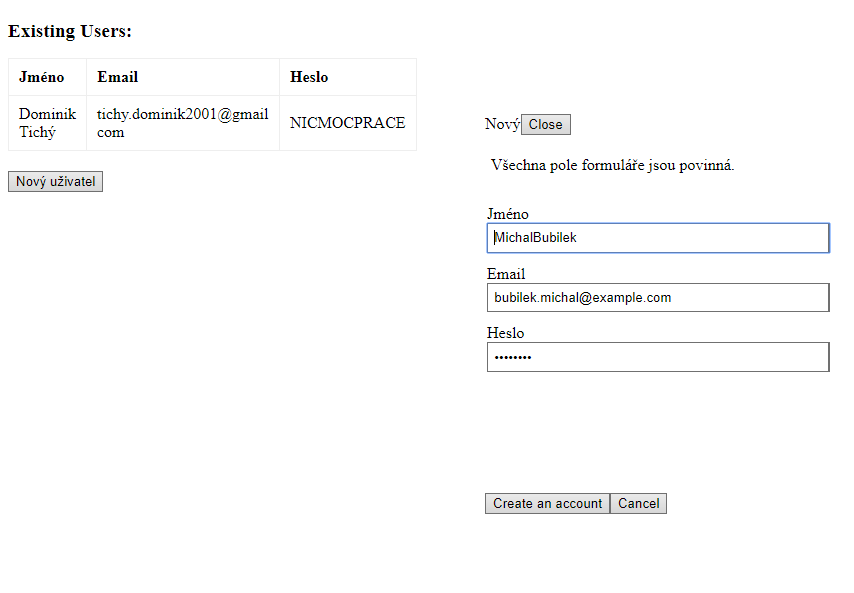 Existing Users:
Jméno Email Heslo
Dominik Tichý tichy.dominik2001@gmail com NICMOCPRACE
Nový uživatel
Nový Close
Všechna pole formuláře jsou povinná.
Jméno
MichalBubilek
Email
bubilek.michal@example.com
Heslo
••••••••
Create an account Cancel